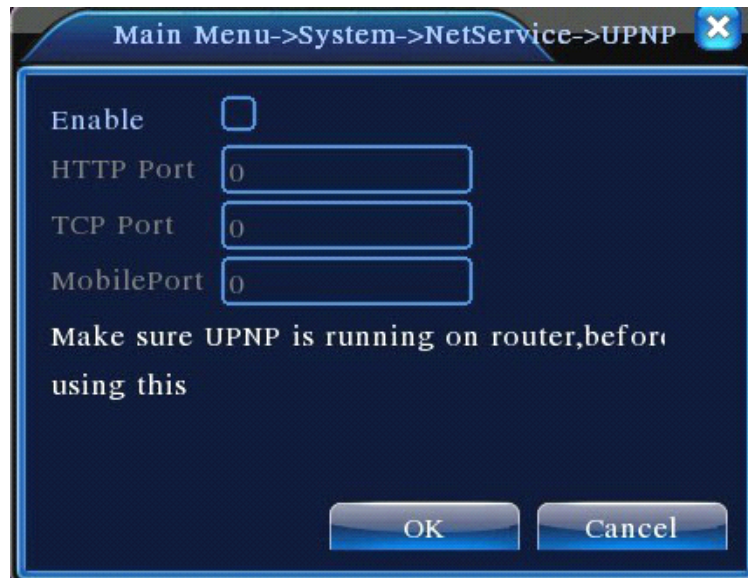 Main Menu->System->NetService->UPNP
Enable
HTTP Port 0
TCP Port 0
MobilePort 0
Make sure UPNP is running on router,before
using this
OK Cancel